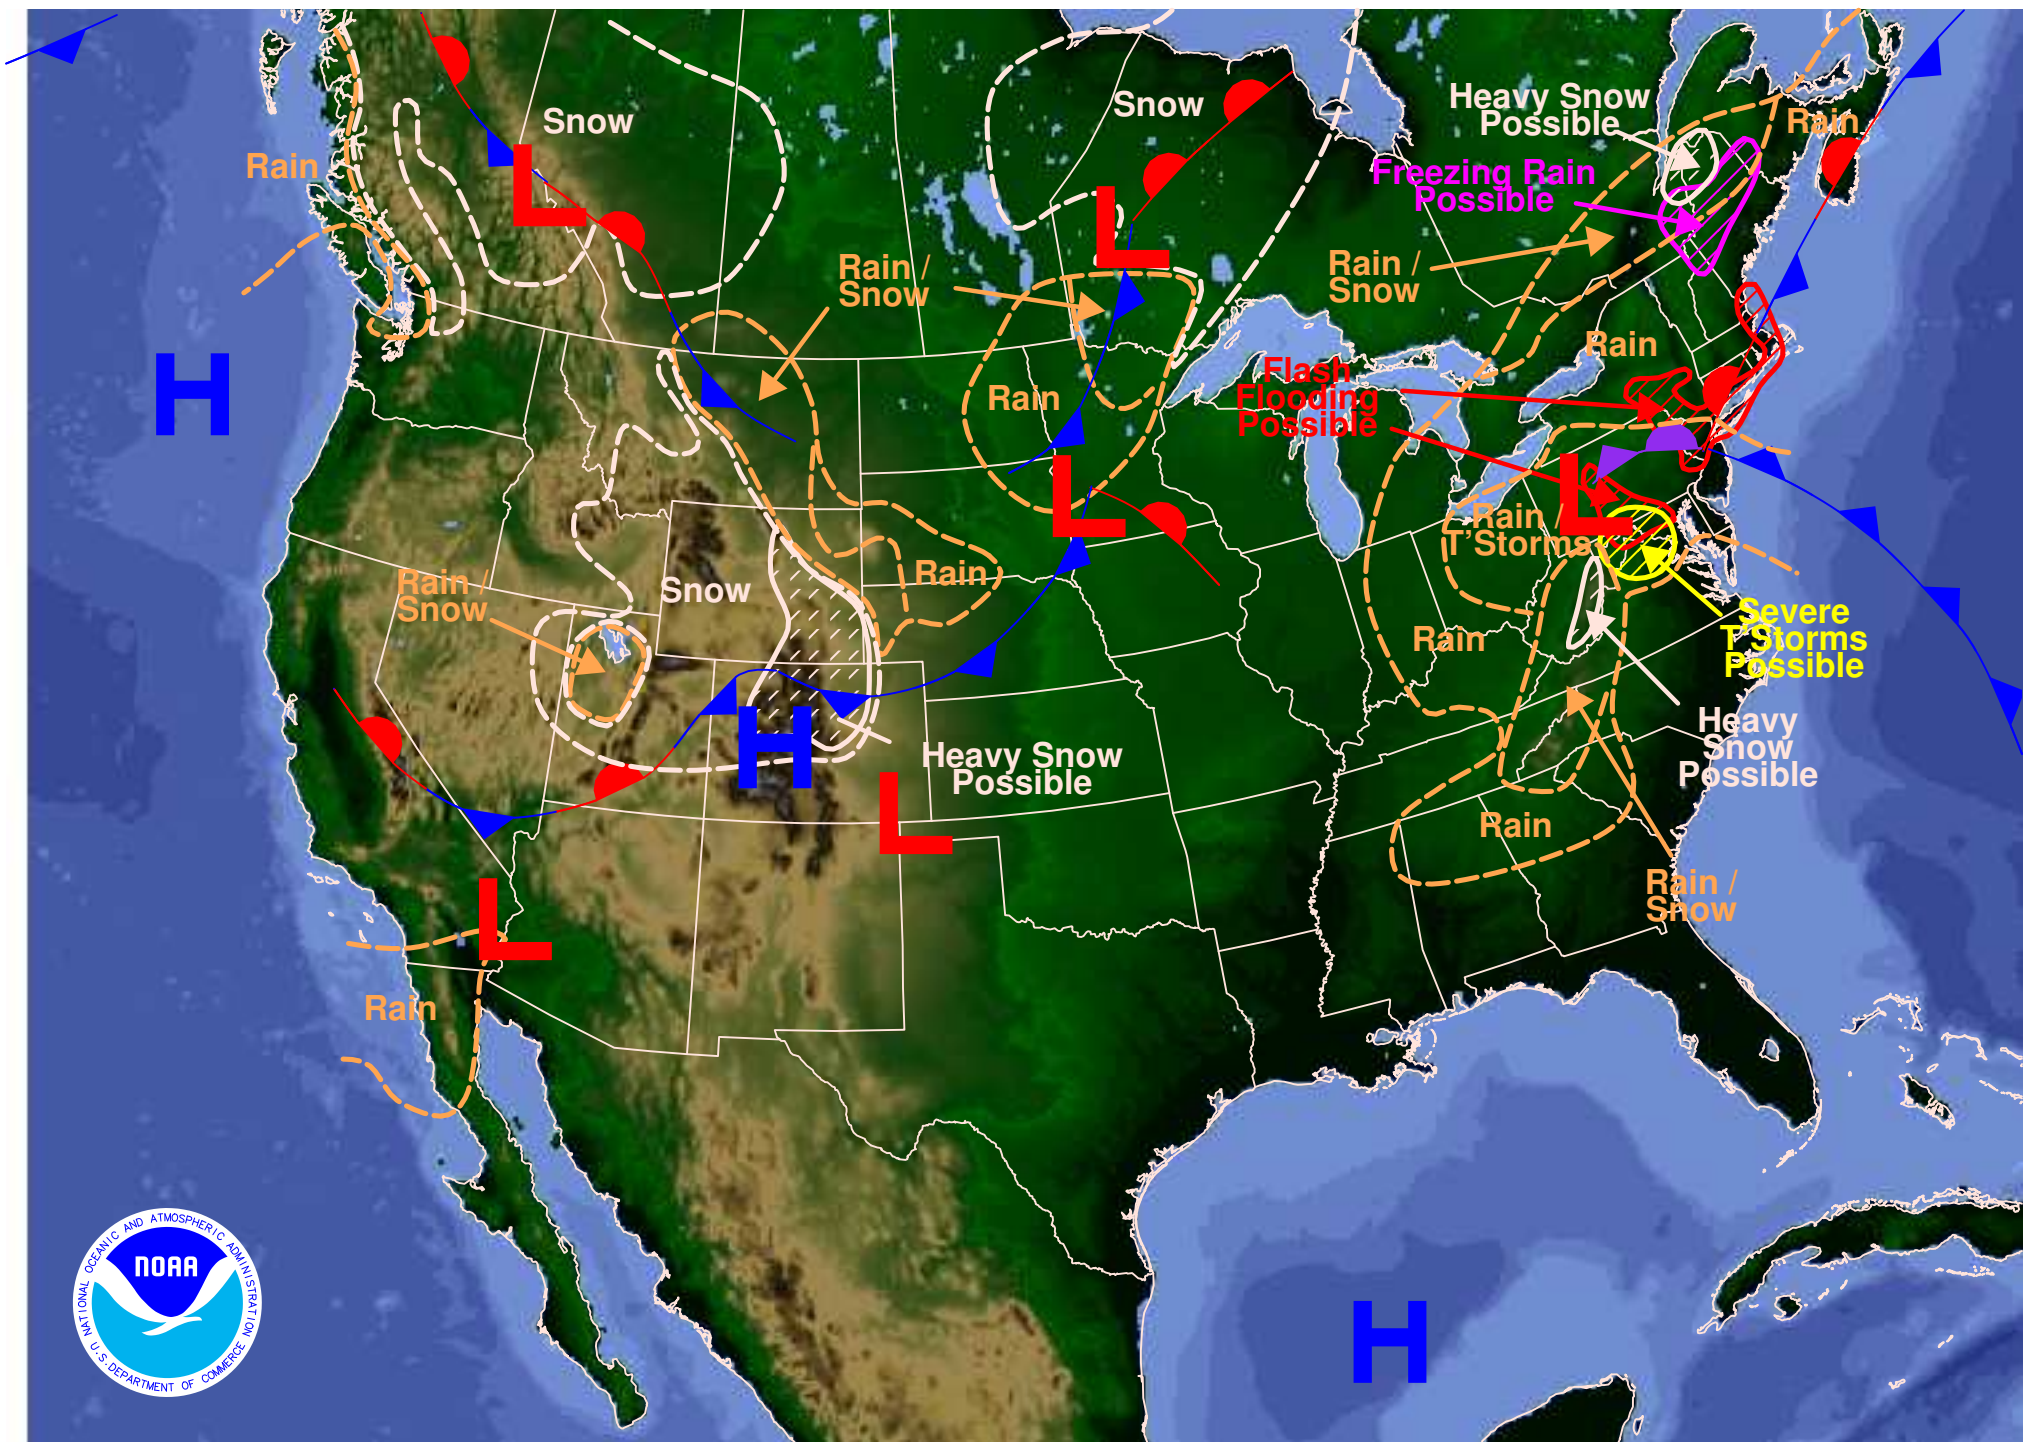 Heavy Snow
Possible
Snow
Snow
Rain
Rain
Freezing Rain
Possible
Rain /
Snow
Rain /
Snow
Rain
Flash
Flooding
Possible
Rain
H
L
L
L
L
Rain /
T'Storms
Rain
Rain /
Snow
Snow
Severe
T'Storms
Possible
Rain
Heavy
Snow
Possible
H
Heavy Snow
Possible
L
Rain
Rain /
Snow
L
Rain
H
NATIONAL OCEANIC AND ATMOSPHERIC ADMINISTRATION
NOAA
U.S. DEPARTMENT OF COMMERCE